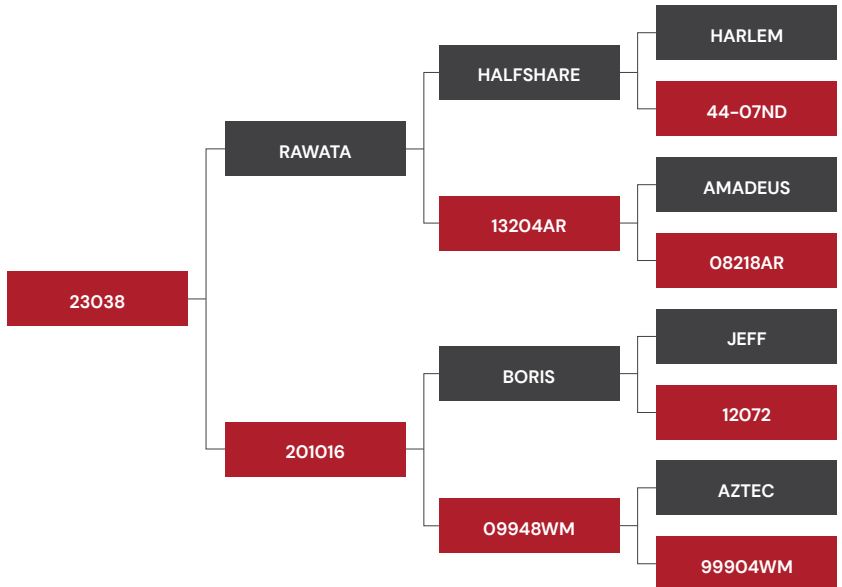 HARLEM
HALFSHARE
44-07ND
RAWATA
AMADEUS
13204AR
08218AR
23038
JEFF
BORIS
12072
201016
AZTEC
09948WM
99904WM